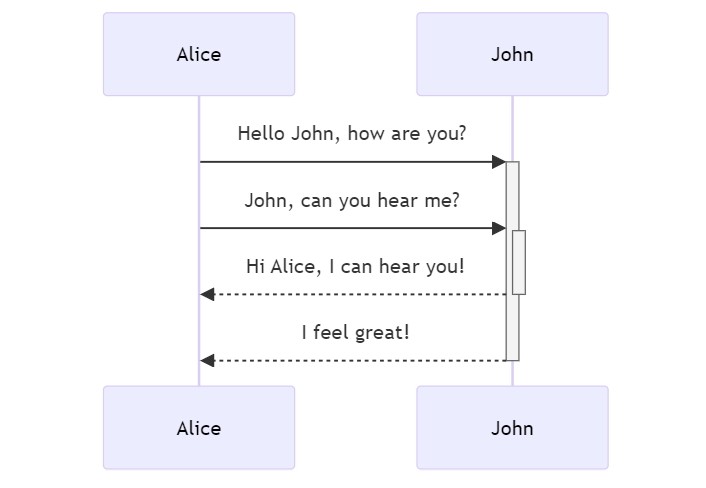 Alice
John
Hello John, how are you?
John, can you hear me?
Hi Alice, I can hear you!
I feel great!
Alice
John